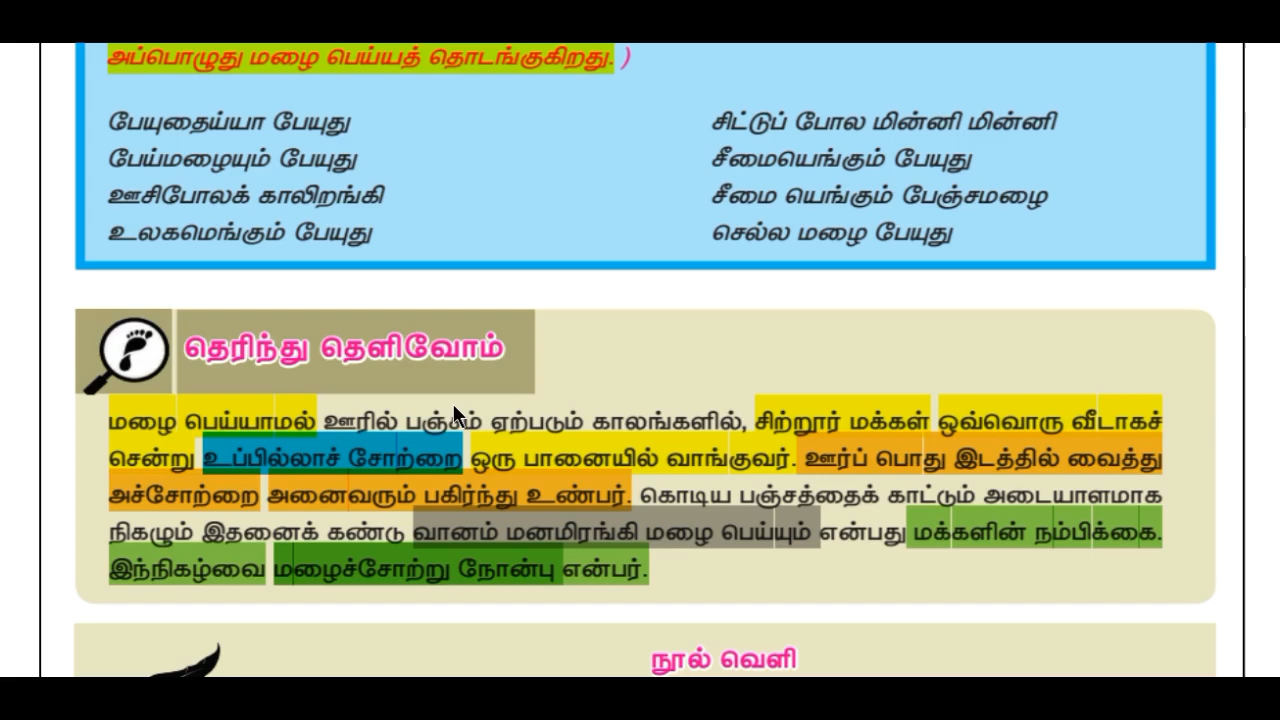 அப்பொழுது மழை பெய்யத் தொடங்குகிறது. )
பேயுதைய்யா பேயுது
பேய்மழையும் பேயுது
ஊசிபோலக் காலிறங்கி
உலகமெங்கும் பேயுது
சிட்டுப் போல மின்னி மின்னி
சீமையெங்கும் பேயுது
சீமை யெங்கும் பேஞ்சமழை
செல்ல மழை பேயுது
தெரிந்து தெளிவோம்
மழை பெய்யாமல் ஊரில் பஞ்சம் ஏற்படும் காலங்களில், சிற்றூர் மக்கள் ஒவ்வொரு வீடாகச்
சென்று உப்பில்லாச் சோற்றை ஒரு பானையில் வாங்குவர். ஊர்ப் பொது இடத்தில் வைத்து
அச்சோற்றை அனைவரும் பகிர்ந்து உண்பர். கொடிய பஞ்சத்தைக் காட்டும் அடையாளமாக
நிகழும் இதனைக் கண்டு வானம் மனமிரங்கி மழை பெய்யும் என்பது மக்களின் நம்பிக்கை.
இந்நிகழ்வை மழைச்சோற்று நோன்பு என்பர்.
நூல் வெளி